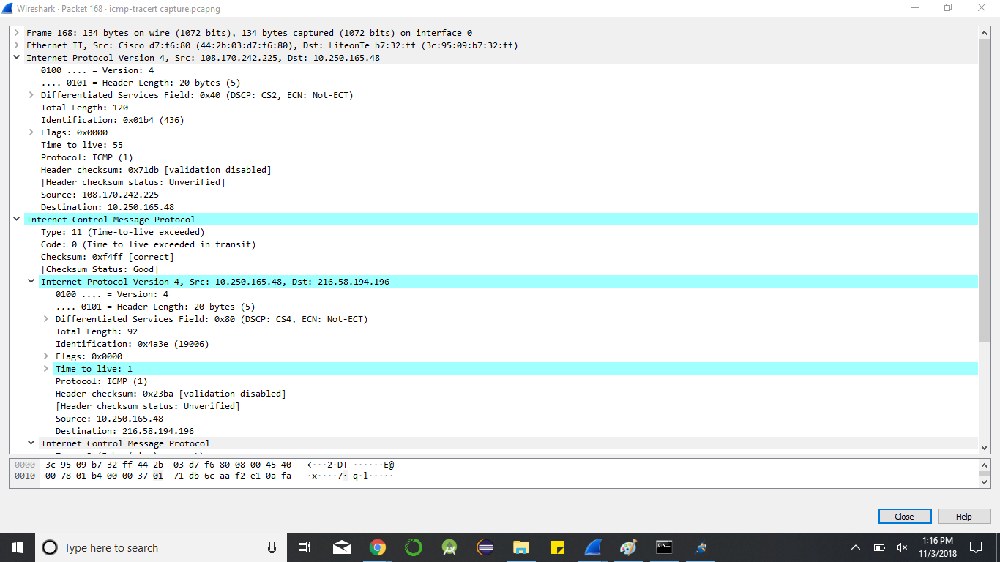 Wireshark · Packet 168 · icmp-tracert capture.pcapng
Frame 168: 134 bytes on wire (1072 bits), 134 bytes captured (1072 bits) on interface 0
Ethernet II, Src: Cisco_d7:f6:80 (44:2b:03:d7:f6:80), Dst: LiteonTe_b7:32:ff (3c:95:09:b7:32:ff)
Internet Protocol Version 4, Src: 108.170.242.225, Dst: 10.250.165.48
0100 .... = Version: 4
.... 0101 = Header Length: 20 bytes (5)
Differentiated Services Field: 0x40 (DSCP: CS2, ECN: Not-ECT)
Total Length: 120
Identification: 0x01b4 (436)
Flags: 0x0000
Time to live: 55
Protocol: ICMP (1)
Header checksum: 0x71db [validation disabled]
[Header checksum status: Unverified]
Source: 108.170.242.225
Destination: 10.250.165.48
Internet Control Message Protocol
Type: 11 (Time-to-live exceeded)
Code: 0 (Time to live exceeded in transit)
Checksum: 0xf4ff [correct]
[Checksum Status: Good]
Internet Protocol Version 4, Src: 10.250.165.48, Dst: 216.58.194.196
0100 .... = Version: 4
.... 0101 = Header Length: 20 bytes (5)
Differentiated Services Field: 0x80 (DSCP: CS4, ECN: Not-ECT)
Total Length: 92
Identification: 0x4a3e (19006)
Flags: 0x0000
Time to live: 1
Protocol: ICMP (1)
Header checksum: 0x23ba [validation disabled]
[Header checksum status: Unverified]
Source: 10.250.165.48
Destination: 216.58.194.196
Internet Control Message Protocol
0000 3c 95 09 b7 32 ff 44 2b 03 d7 f6 80 08 00 45 40 <···2·D+ ······E@
0010 00 78 01 b4 00 00 37 01 71 db 6c aa f2 e1 0a fa ·x····7· q·l·····
Close
Help
Type here to search
1:16 PM
11/3/2018